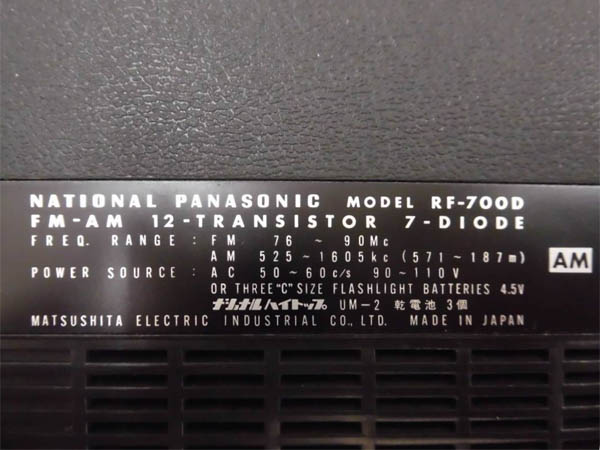 NATIONAL PANASONIC MODEL RF-700D
FM-AM 12-TRANSISTOR 7-DIODE
FREQ. RANGE : FM 76 ~ 90Mc
AM 525 ~ 1605kc (571 ~ 187m)
AM
POWER SOURCE : AC 50 ~ 60c/s 90 ~ 110V
OR THREE "C" SIZE FLASHLIGHT BATTERIES 4.5V
ナショナルハイトップ UM-2 乾電池 3個
MATSUSHITA ELECTRIC INDUSTRIAL CO., LTD. MADE IN JAPAN